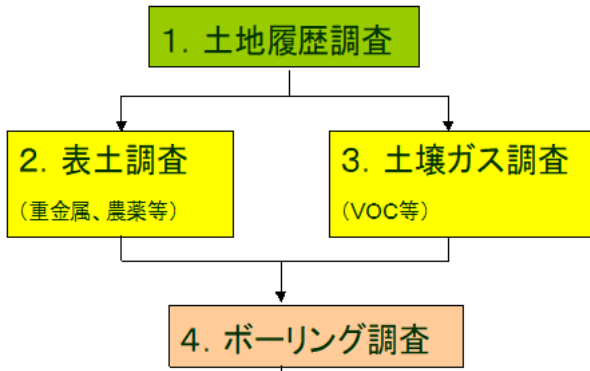 1．土地履歴調査
2．表土調査
（重金属、農薬等）
3．土壌ガス調査
（VOC等）
4．ボーリング調査